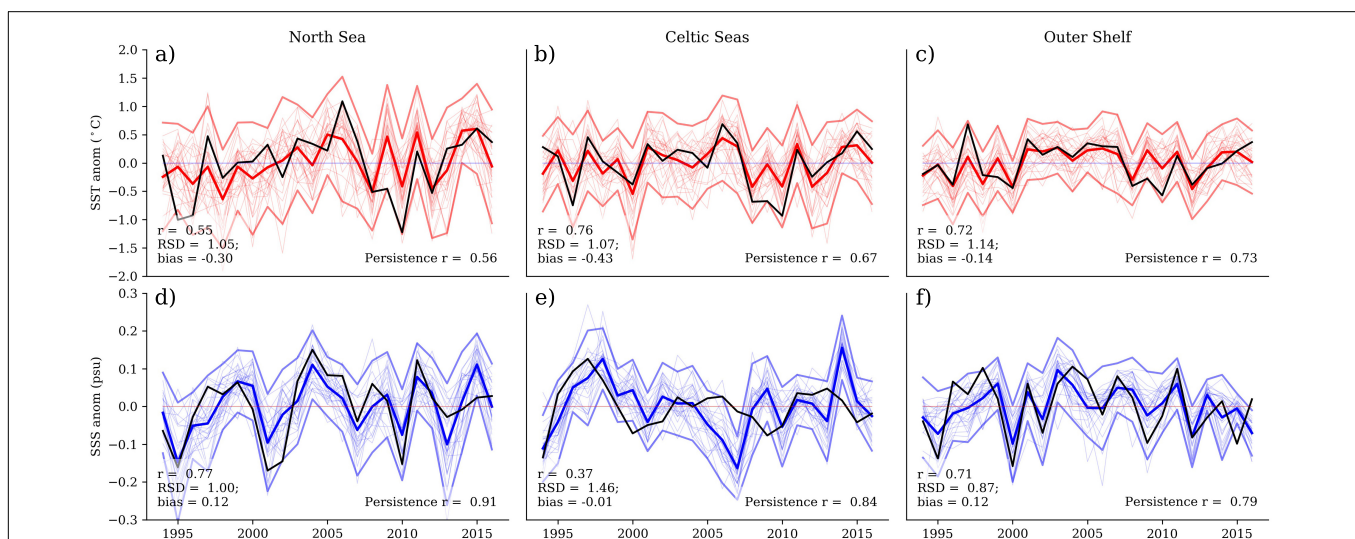 North Sea
Celtic Seas
Outer Shelf
a)
b)
c)
SST anom ( ° C)
2.0
1.5
1.0
0.5
0.0
−0.5
−1.0
−1.5
−2.0
r = 0.55
RSD = 1.05;
bias = -0.30
Persistence r = 0.56
r = 0.76
RSD = 1.07;
bias = -0.43
Persistence r = 0.67
r = 0.72
RSD = 1.14;
bias = -0.14
Persistence r = 0.73
d)
e)
f)
SSS anom (psu)
0.3
0.2
0.1
0.0
−0.1
−0.2
−0.3
r = 0.77
RSD = 1.00;
bias = 0.12
Persistence r = 0.91
r = 0.37
RSD = 1.46;
bias = -0.01
Persistence r = 0.84
r = 0.71
RSD = 0.87;
bias = 0.12
Persistence r = 0.79
1995 2000 2005 2010 2015
1995 2000 2005 2010 2015
1995 2000 2005 2010 2015